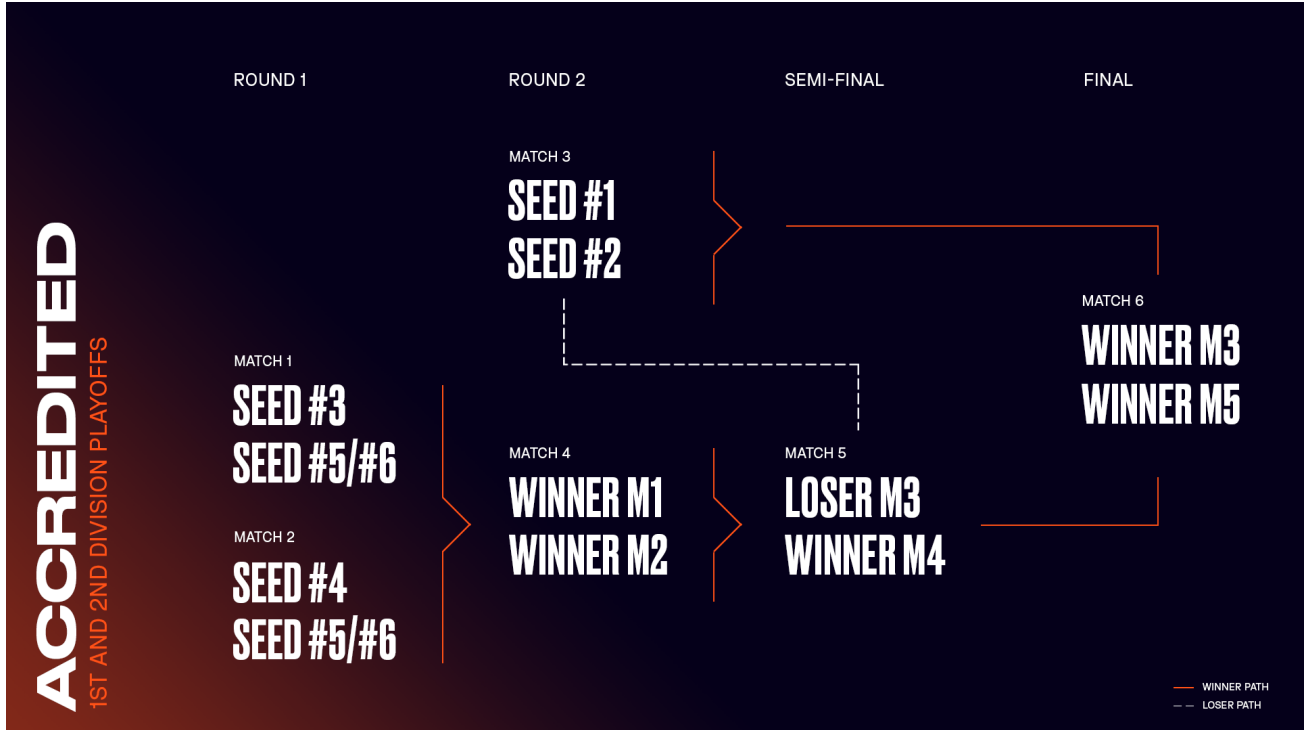 ACCREDITED
1ST AND 2ND DIVISION PLAYOFFS
ROUND 1
ROUND 2
SEMI-FINAL
FINAL
MATCH 1
SEED #3
SEED #5/#6
MATCH 2
SEED #4
SEED #5/#6
MATCH 3
SEED #1
SEED #2
MATCH 4
WINNER M1
WINNER M2
MATCH 5
LOSER M3
WINNER M4
MATCH 6
WINNER M3
WINNER M5
WINNER PATH
LOSER PATH